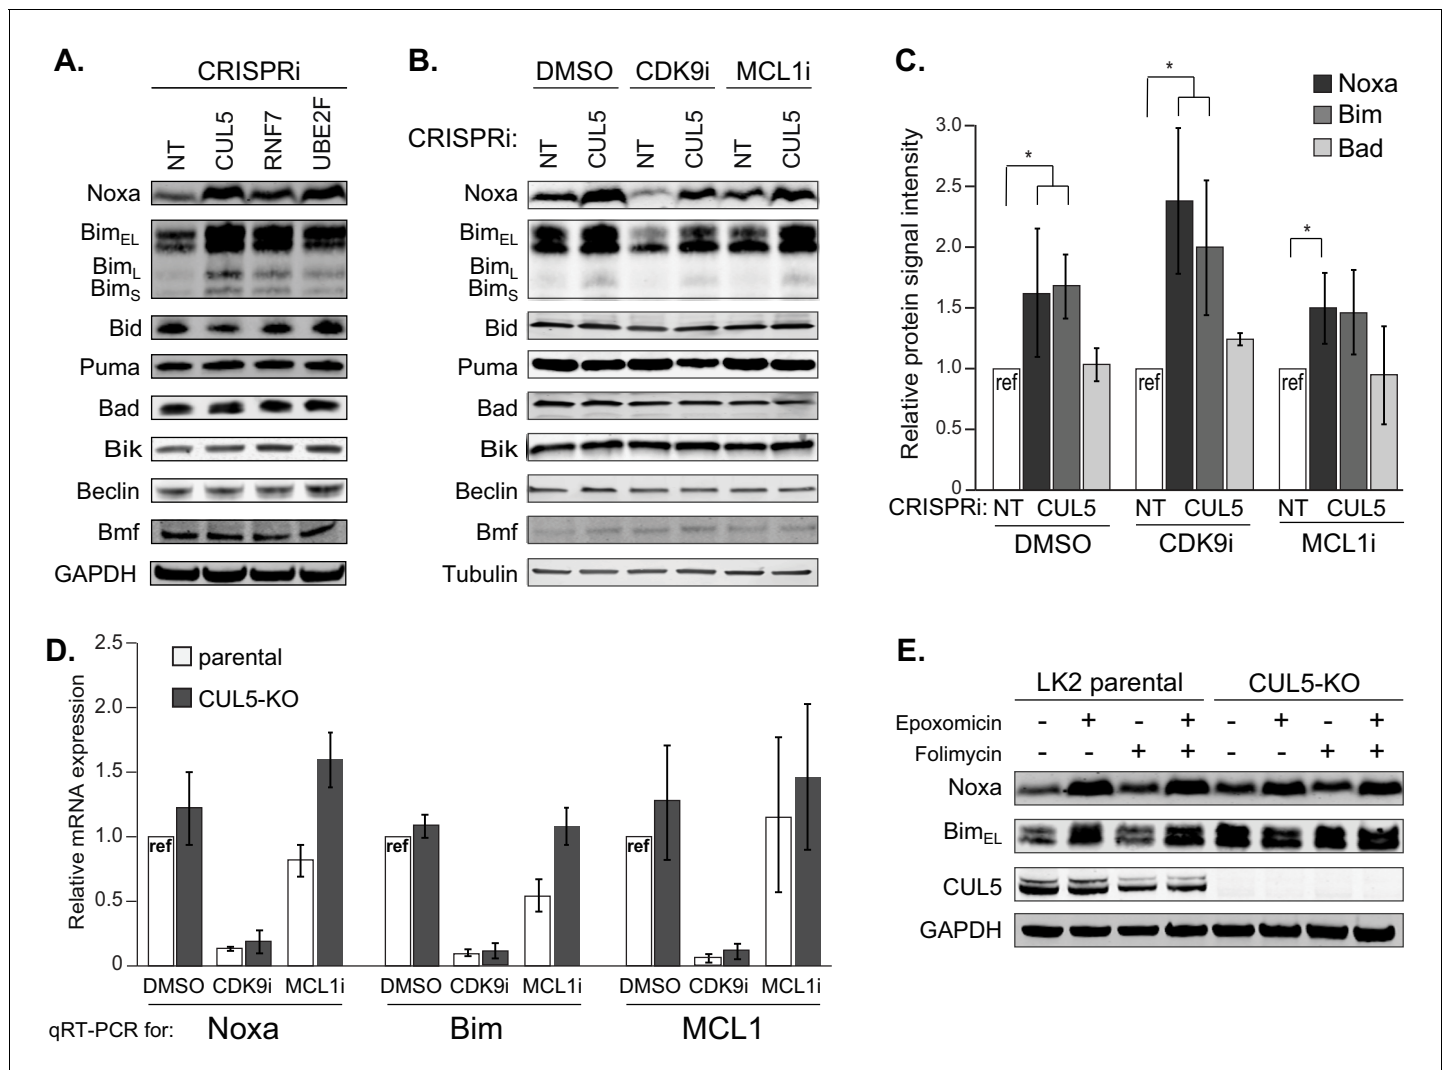 A.
CRISPRi
NT CUL5 RNF7 UBE2F
Noxa
BimEL
BimL
BimS
Bid
Puma
Bad
Bik
Beclin
Bmf
GAPDH
B.
DMSO CDK9i MCL1i
CRISPRi: NT CUL5 NT CUL5 NT CUL5
Noxa
BimEL
BimL
BimS
Bid
Puma
Bad
Bik
Beclin
Bmf
Tubulin
C.
Noxa
Bim
Bad
* * *
Relative protein signal intensity
3.0
2.5
2.0
1.5
1.0
0.5
0
ref ref ref
CRISPRi: NT CUL5 NT CUL5 NT CUL5
DMSO CDK9i MCL1i
D.
parental
CUL5-KO
Relative mRNA expression
2.5
2.0
1.5
1.0
0.5
0
ref ref ref
DMSO CDK9i MCL1i DMSO CDK9i MCL1i DMSO CDK9i MCL1i
qRT-PCR for: Noxa Bim MCL1
E.
LK2 parental CUL5-KO
Epoxomicin - + - + - + - +
Folimycin - - + + - - + +
Noxa
BimEL
CUL5
GAPDH